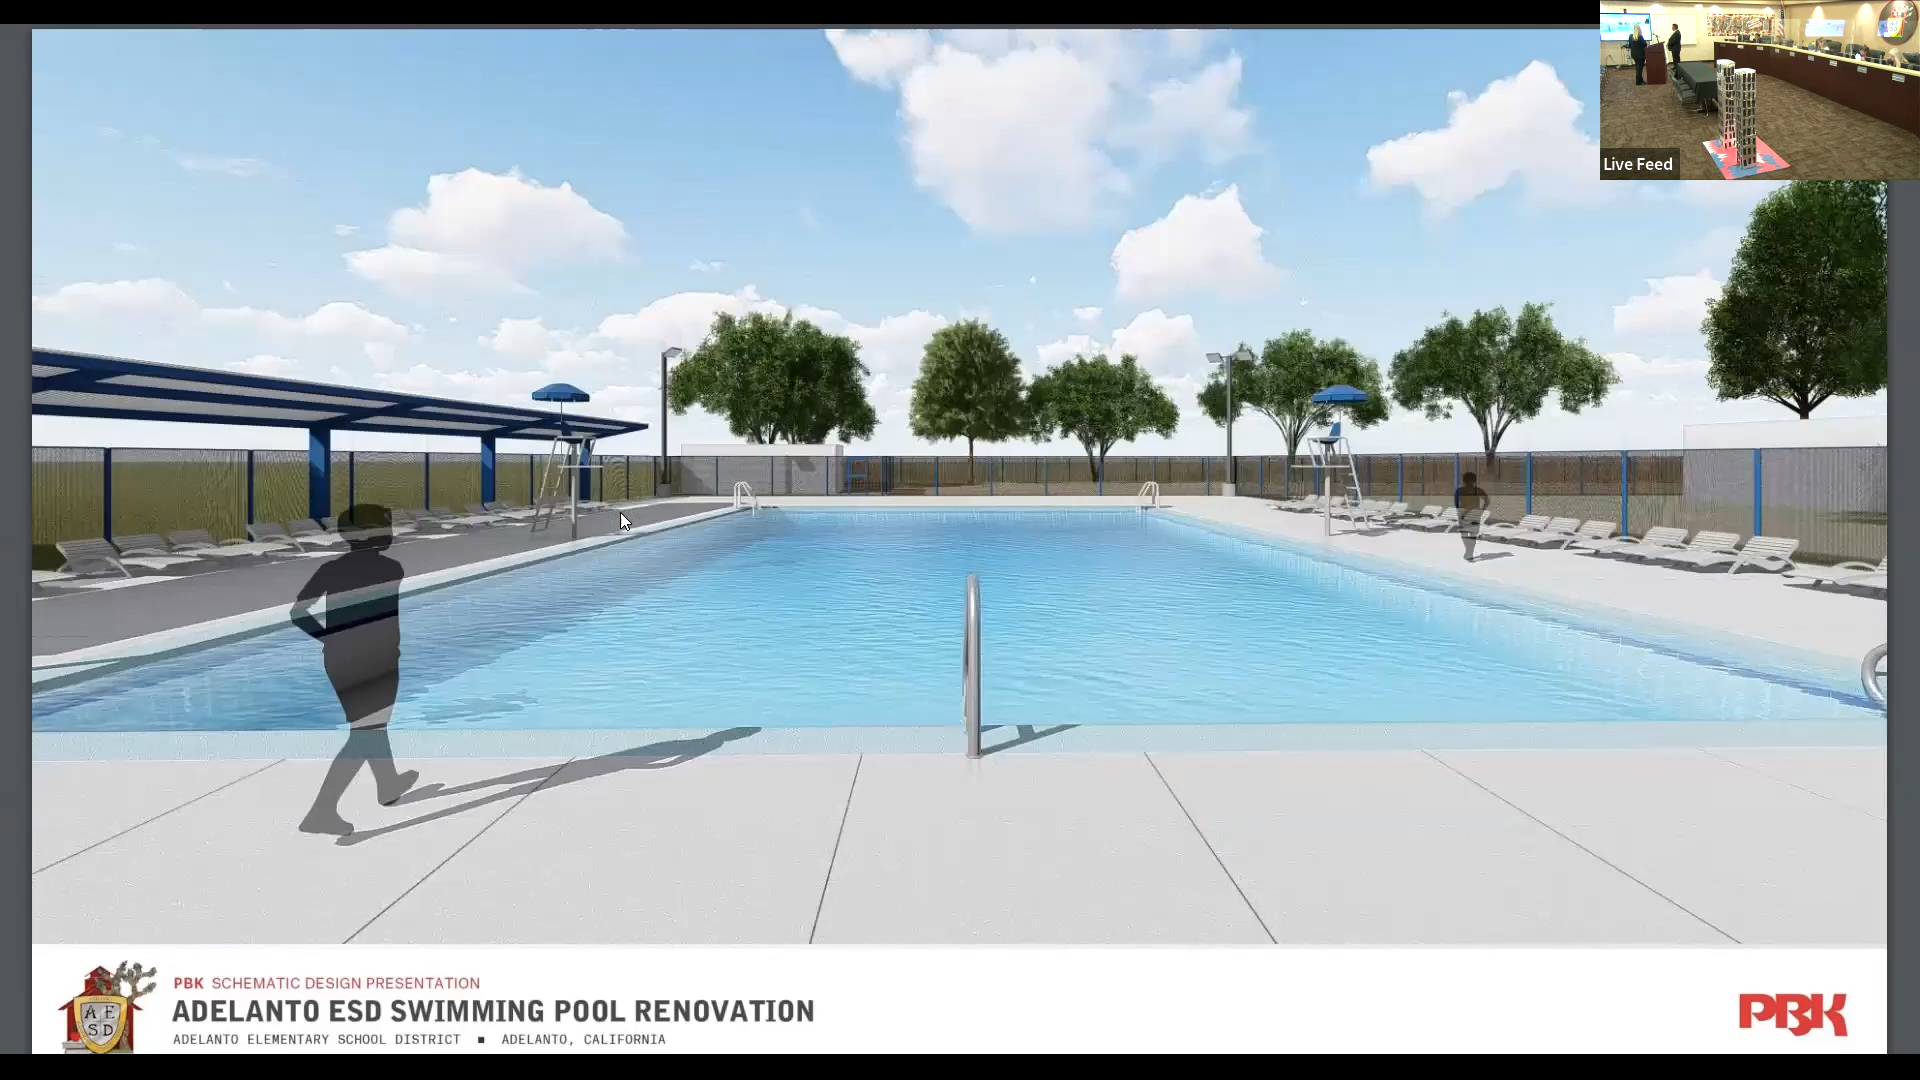 Live Feed
PBK SCHEMATIC DESIGN PRESENTATION
ADELANTO ESD SWIMMING POOL RENOVATION
ADELANTO ELEMENTARY SCHOOL DISTRICT ▪ ADELANTO, CALIFORNIA
A E
S D
PBK